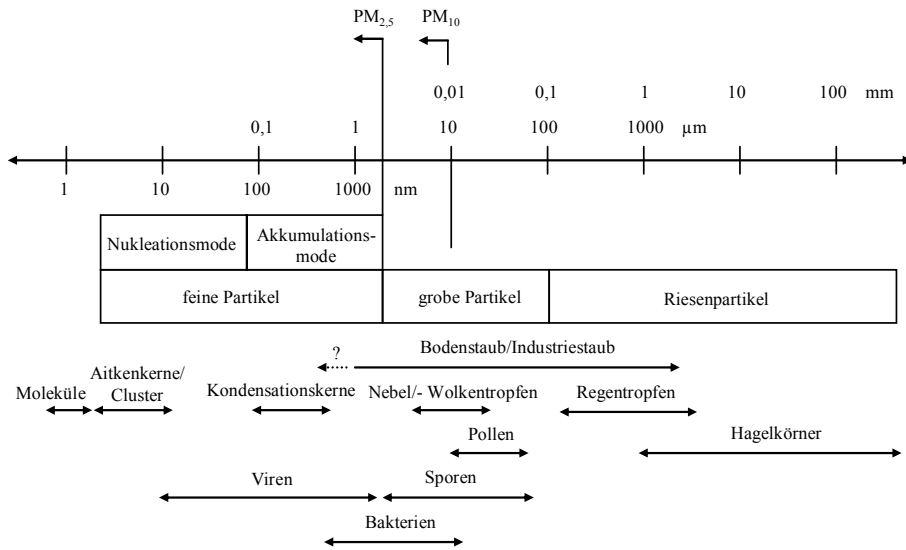 PM2,5 PM10
0,01 0,1 1 10 100 mm
0,1 1 10 100 1000 µm
1 10 100 1000 nm
Nukleationsmode
Akkumulations-
mode
feine Partikel grobe Partikel Riesenpartikel
? Bodenstaub/Industriestaub
Moleküle
Aitkenkerne/
Cluster
Kondensationskerne Nebel/- Wolkentropfen Regentropfen
Pollen Hagelkörner
Viren Sporen
Bakterien